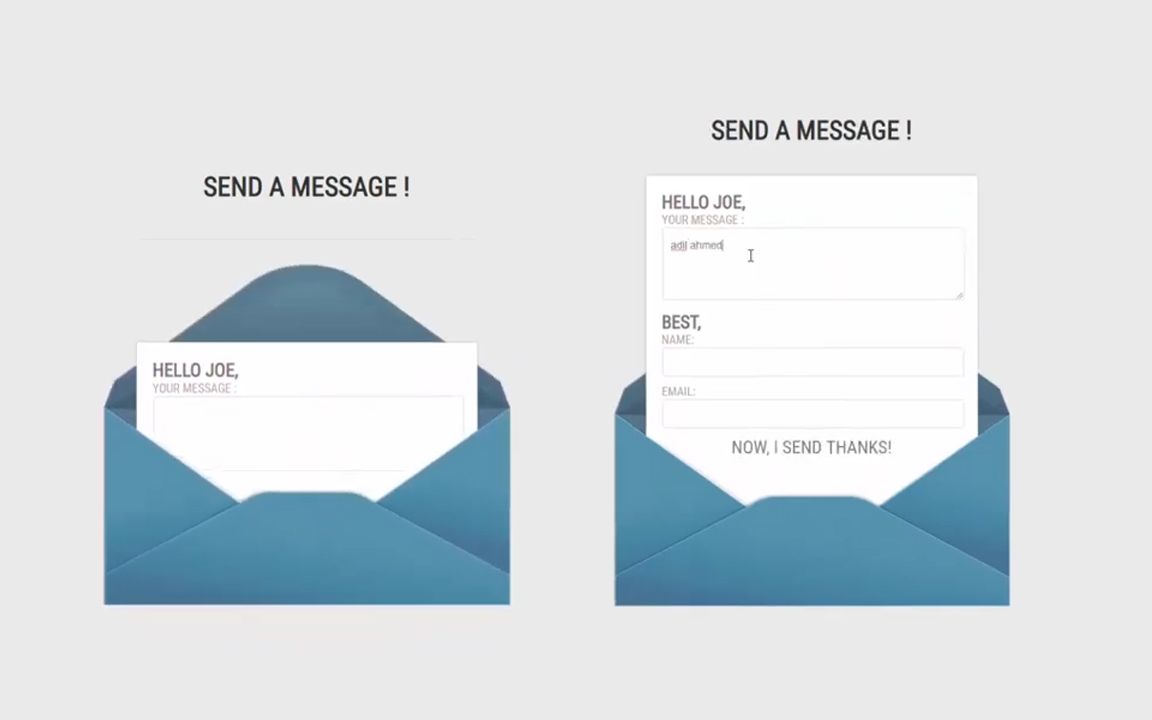 SEND A MESSAGE !
HELLO JOE,
YOUR MESSAGE :
SEND A MESSAGE !
HELLO JOE,
YOUR MESSAGE :
adil ahmed
BEST,
NAME:
EMAIL:
NOW, I SEND THANKS!